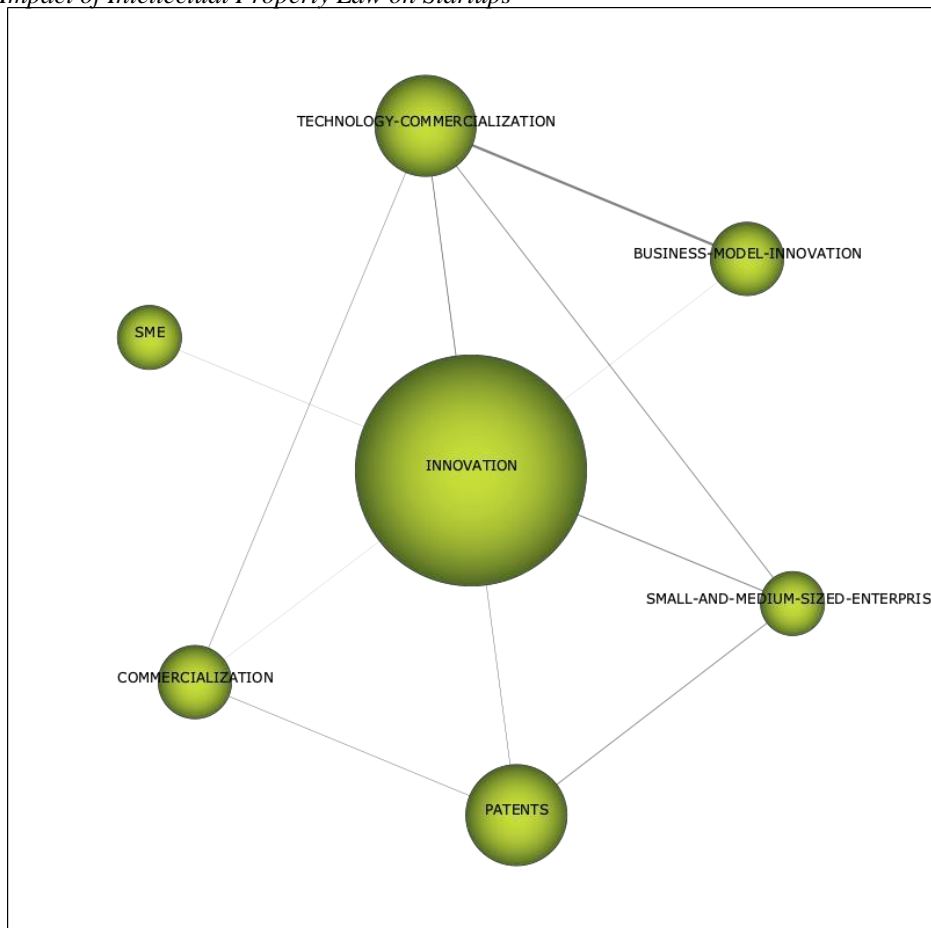 Impact of Intellectual Property Law on Startups
TECHNOLOGY-COMMERCIALIZATION
BUSINESS-MODEL-INNOVATION
SME
INNOVATION
SMALL-AND-MEDIUM-SIZED-ENTERPRIS
COMMERCIALIZATION
PATENTS